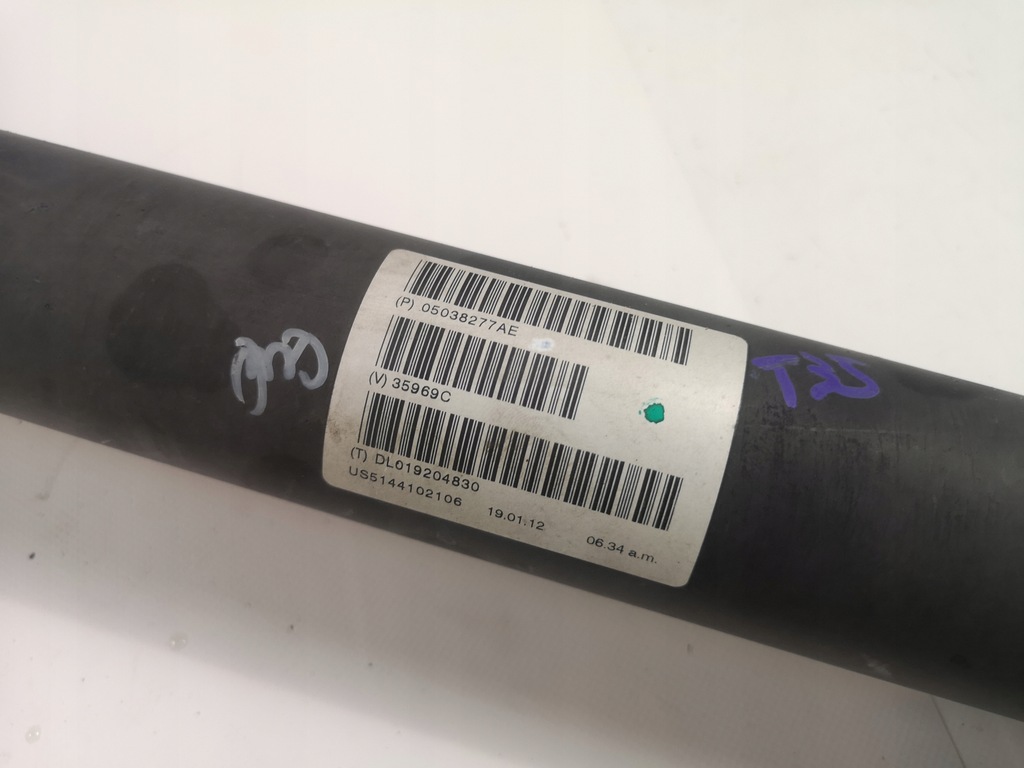 (P) 05038277AE
(V) 35969C
(T) DL019204830
US5144102106 19.01.12 06.34 a.m.